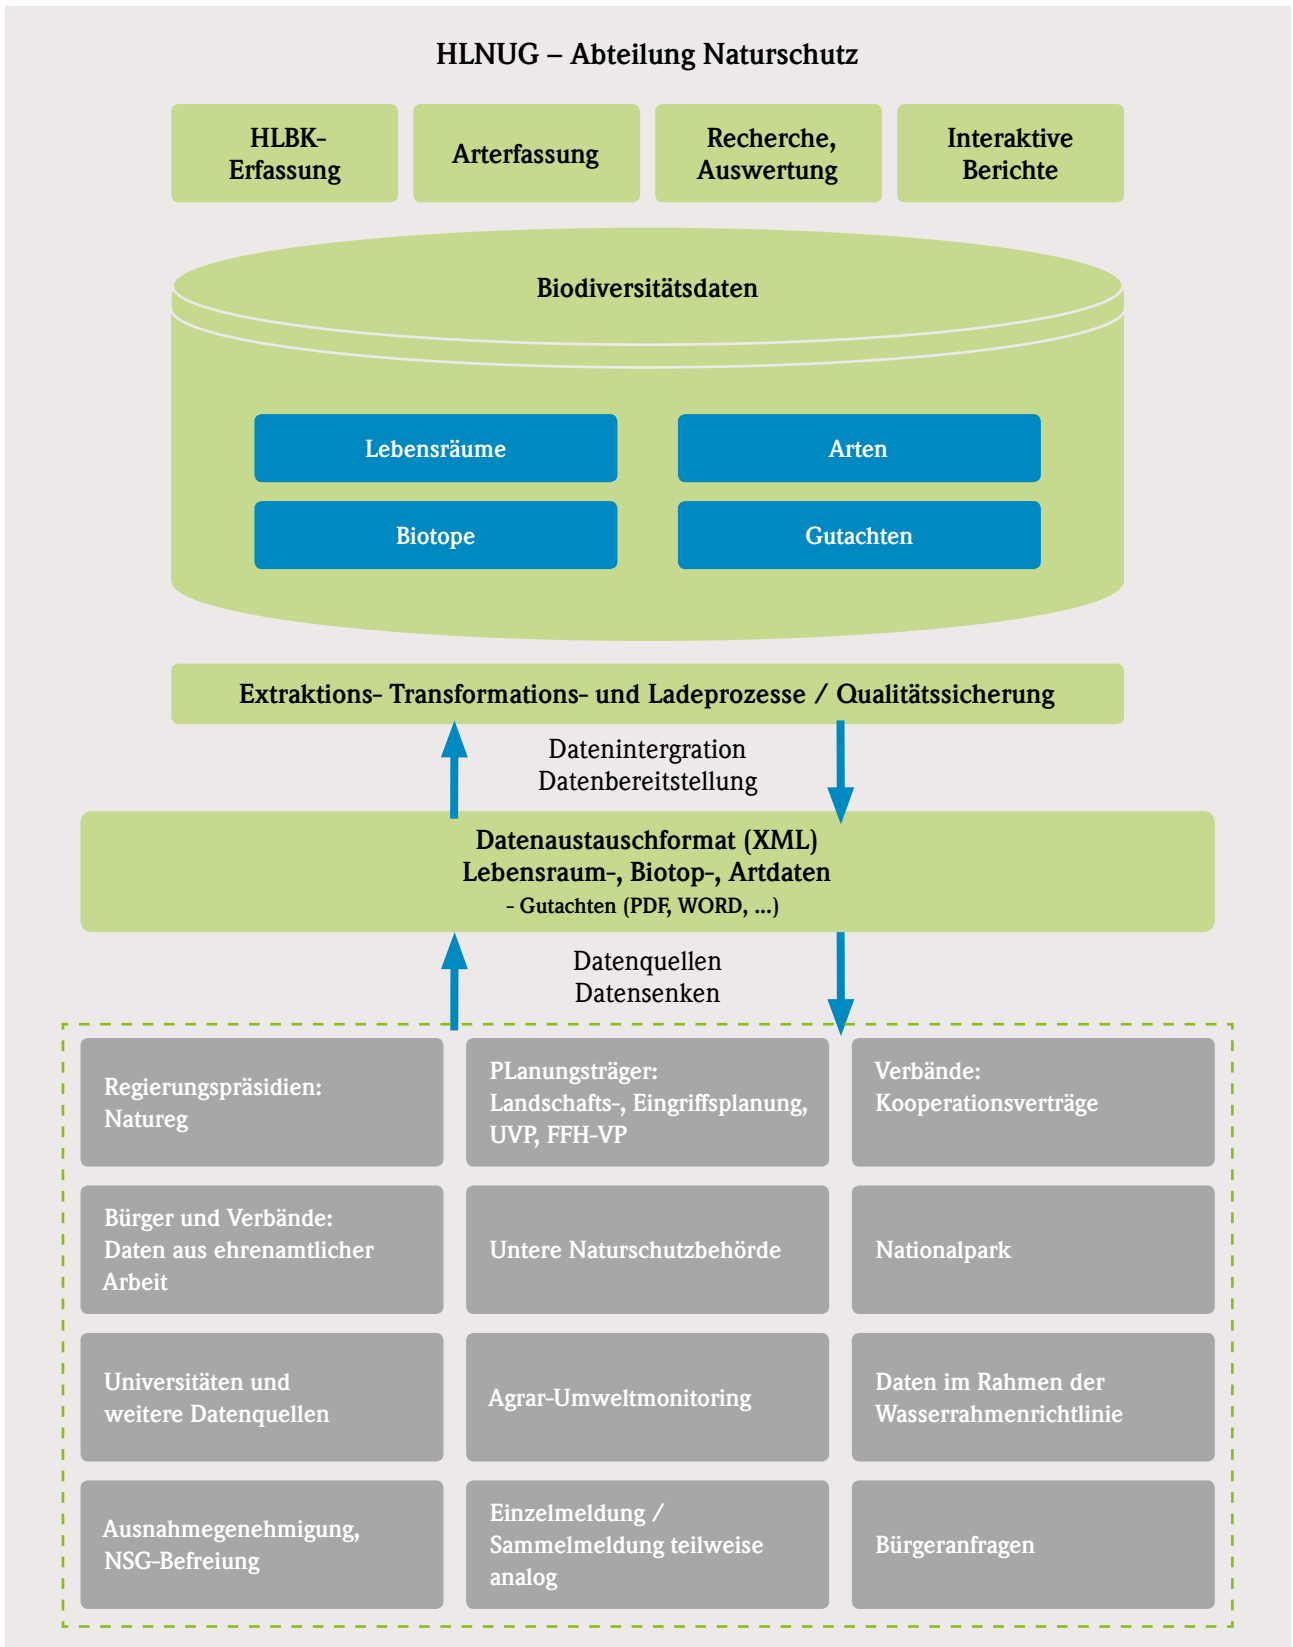 HLNUG – Abteilung Naturschutz
HLBK-
Erfassung
Arterfassung
Recherche,
Auswertung
Interaktive
Berichte
Biodiversitätsdaten
Lebensräume
Arten
Biotope
Gutachten
Extraktions- Transformations- und Ladeprozesse / Qualitätssicherung
Datenintergration
Datenbereitstellung
Datenaustauschformat (XML)
Lebensraum-, Biotop-, Artdaten
- Gutachten (PDF, WORD, ...)
Datenquellen
Datensenken
Regierungspräsidien:
Natureg
PLanungsträger:
Landschafts-, Eingriffsplanung,
UVP, FFH-VP
Verbände:
Kooperationsverträge
Bürger und Verbände:
Daten aus ehrenamtlicher
Arbeit
Untere Naturschutzbehörde
Nationalpark
Universitäten und
weitere Datenquellen
Agrar-Umweltmonitoring
Daten im Rahmen der
Wasserrahmenrichtlinie
Ausnahmegenehmigung,
NSG-Befreiung
Einzelmeldung /
Sammelmeldung teilweise
analog
Bürgeranfragen